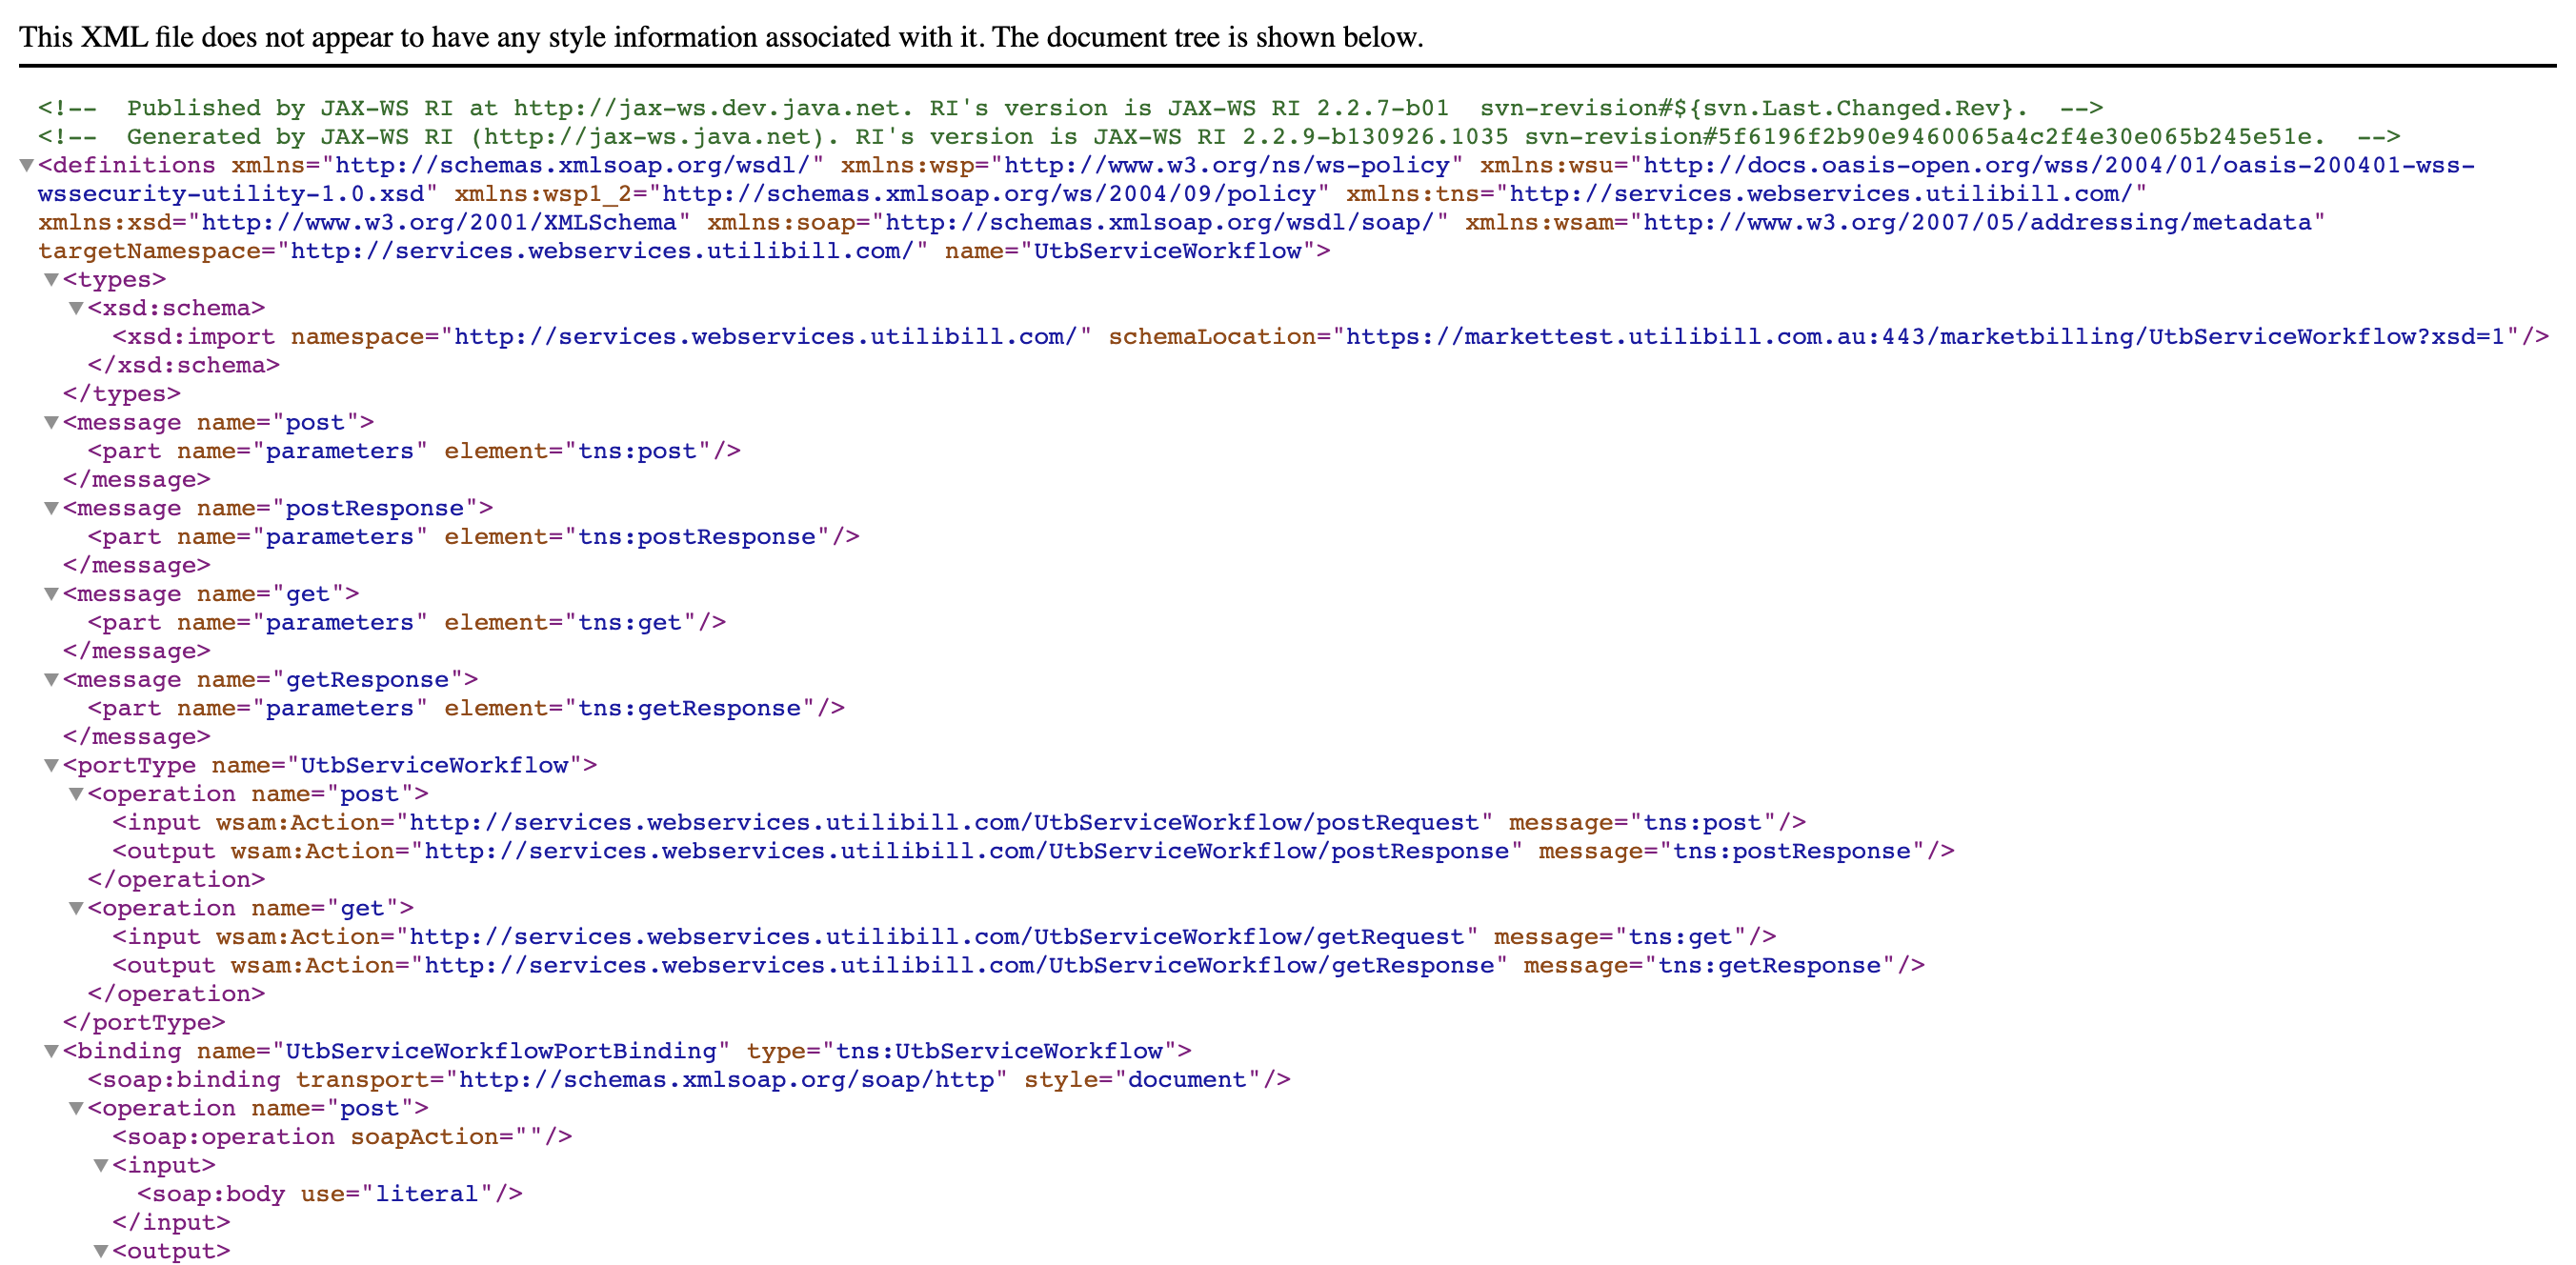 This XML file does not appear to have any style information associated with it. The document tree is shown below.
<!--  Published by JAX-WS RI at http://jax-ws.dev.java.net. RI's version is JAX-WS RI 2.2.7-b01  svn-revision#${svn.Last.Changed.Rev}.  -->
<!--  Generated by JAX-WS RI (http://jax-ws.java.net). RI's version is JAX-WS RI 2.2.9-b130926.1035 svn-revision#5f6196f2b90e9460065a4c2f4e30e065b245e51e.  -->
▼<definitions xmlns="http://schemas.xmlsoap.org/wsdl/" xmlns:wsp="http://www.w3.org/ns/ws-policy" xmlns:wsu="http://docs.oasis-open.org/wss/2004/01/oasis-200401-wss-
wssecurity-utility-1.0.xsd" xmlns:wsp1_2="http://schemas.xmlsoap.org/ws/2004/09/policy" xmlns:tns="http://services.webservices.utilibill.com/"
xmlns:xsd="http://www.w3.org/2001/XMLSchema" xmlns:soap="http://schemas.xmlsoap.org/wsdl/soap/" xmlns:wsam="http://www.w3.org/2007/05/addressing/metadata"
targetNamespace="http://services.webservices.utilibill.com/" name="UtbServiceWorkflow">
▼<types>
▼<xsd:schema>
<xsd:import namespace="http://services.webservices.utilibill.com/" schemaLocation="https://markettest.utilibill.com.au:443/marketbilling/UtbServiceWorkflow?xsd=1"/>
</xsd:schema>
</types>
▼<message name="post">
<part name="parameters" element="tns:post"/>
</message>
▼<message name="postResponse">
<part name="parameters" element="tns:postResponse"/>
</message>
▼<message name="get">
<part name="parameters" element="tns:get"/>
</message>
▼<message name="getResponse">
<part name="parameters" element="tns:getResponse"/>
</message>
▼<portType name="UtbServiceWorkflow">
▼<operation name="post">
<input wsam:Action="http://services.webservices.utilibill.com/UtbServiceWorkflow/postRequest" message="tns:post"/>
<output wsam:Action="http://services.webservices.utilibill.com/UtbServiceWorkflow/postResponse" message="tns:postResponse"/>
</operation>
▼<operation name="get">
<input wsam:Action="http://services.webservices.utilibill.com/UtbServiceWorkflow/getRequest" message="tns:get"/>
<output wsam:Action="http://services.webservices.utilibill.com/UtbServiceWorkflow/getResponse" message="tns:getResponse"/>
</operation>
</portType>
▼<binding name="UtbServiceWorkflowPortBinding" type="tns:UtbServiceWorkflow">
<soap:binding transport="http://schemas.xmlsoap.org/soap/http" style="document"/>
▼<operation name="post">
<soap:operation soapAction=""/>
▼<input>
<soap:body use="literal"/>
</input>
▼<output>